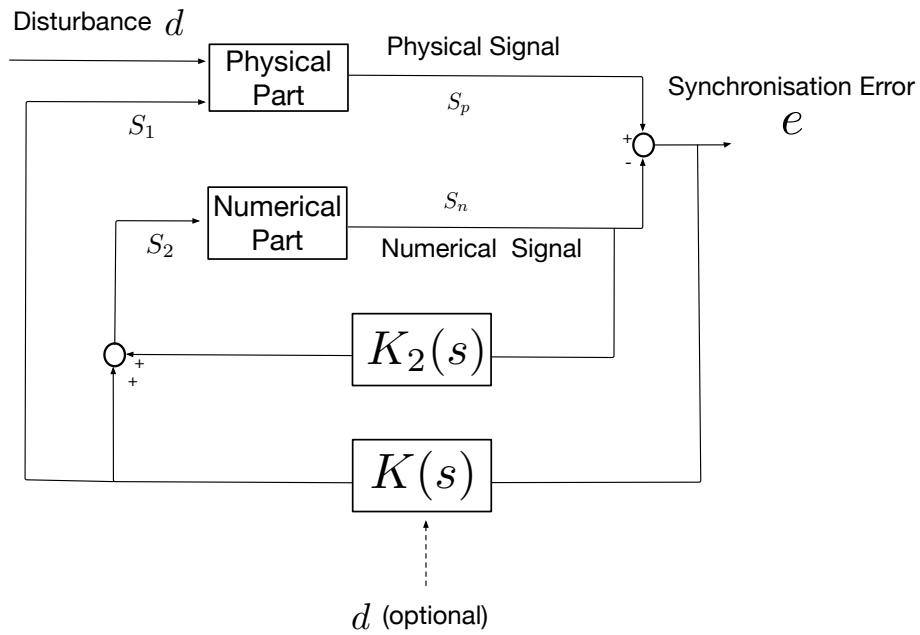 Disturbance d
Physical Part
Physical Signal
S_p
S_1
Synchronisation Error
e
+
-
Numerical Part
S_n
Numerical Signal
S_2
K_2(s)
+
+
K(s)
d (optional)